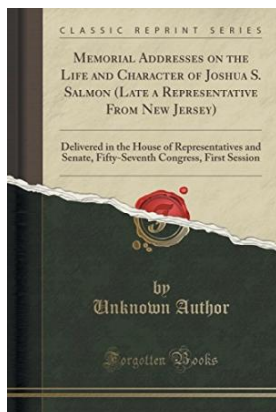 CLASSIC REPRINT SERIES
MEMORIAL ADDRESSES ON THE
LIFE AND CHARACTER OF JOSHUA S.
SALMON (LATE A REPRESENTATIVE
FROM NEW JERSEY)
Delivered in the House of Representatives and
Senate, Fifty-Seventh Congress, First Session
by
Unknown Author
Forgotten Books